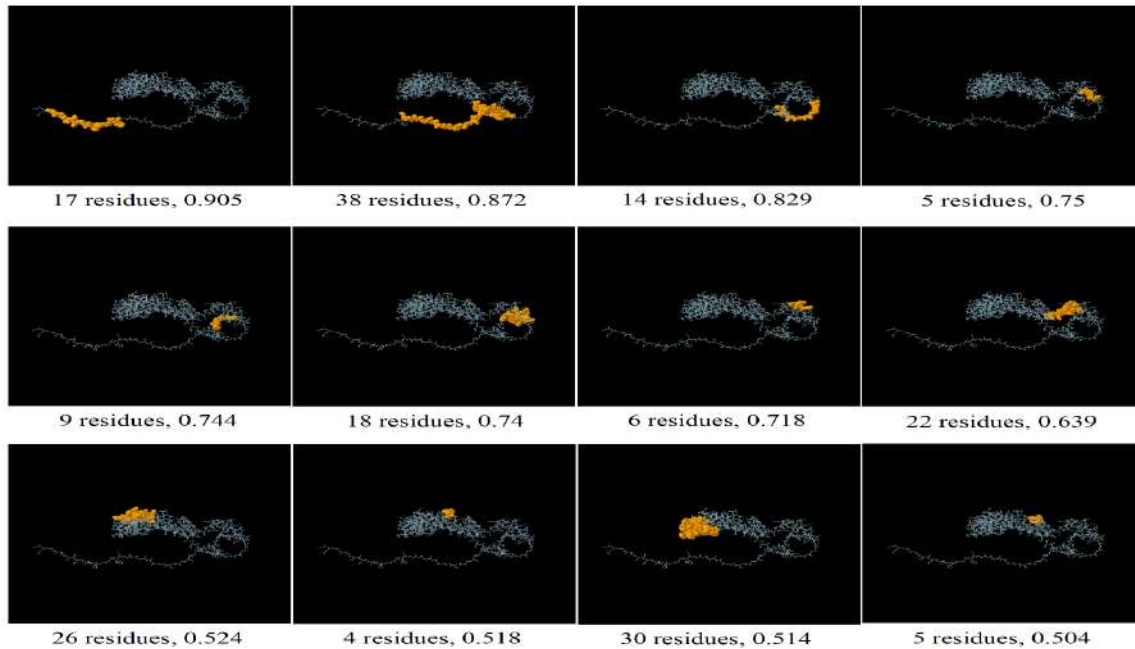 17 residues, 0.905 38 residues, 0.872 14 residues, 0.829 5 residues, 0.75
9 residues, 0.744 18 residues, 0.74 6 residues, 0.718 22 residues, 0.639
26 residues, 0.524 4 residues, 0.518 30 residues, 0.514 5 residues, 0.504